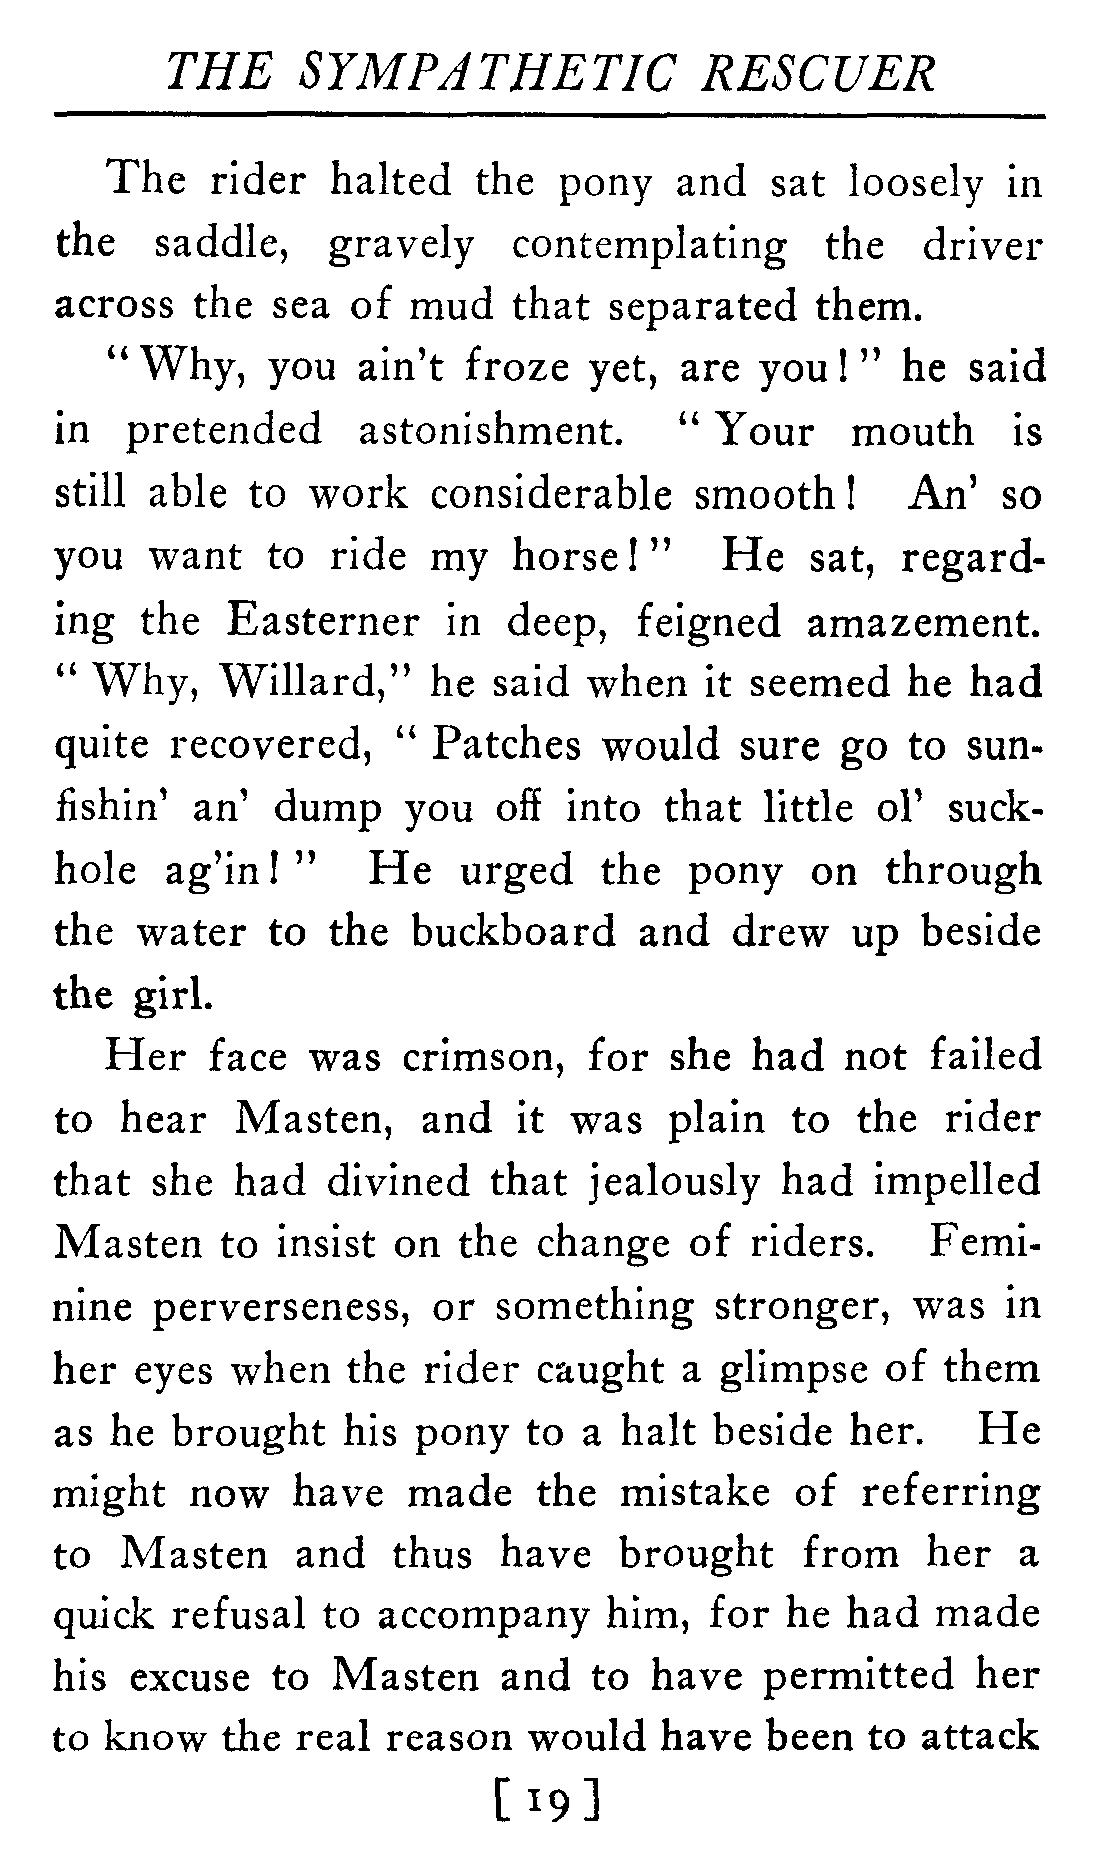 THE SYMPATHETIC RESCUER
The rider halted the pony and sat loosely in
the saddle, gravely contemplating the driver
across the sea of mud that separated them.
“Why, you ain't froze yet, are you!” he said
in pretended astonishment. “Your mouth is
still able to work considerable smooth! An' so
you want to ride my horse!” He sat, regard-
ing the Easterner in deep, feigned amazement.
“Why, Willard,” he said when it seemed he had
quite recovered, “Patches would sure go to sun-
fishin' an' dump you off into that little ol' suck-
hole ag'in!” He urged the pony on through
the water to the buckboard and drew up beside
the girl.
Her face was crimson, for she had not failed
to hear Masten, and it was plain to the rider
that she had divined that jealously had impelled
Masten to insist on the change of riders. Femi-
nine perverseness, or something stronger, was in
her eyes when the rider caught a glimpse of them
as he brought his pony to a halt beside her. He
might now have made the mistake of referring
to Masten and thus have brought from her a
quick refusal to accompany him, for he had made
his excuse to Masten and to have permitted her
to know the real reason would have been to attack
[19]